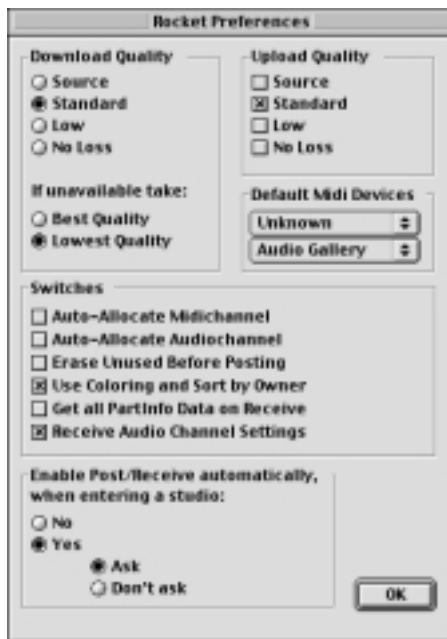 Rocket Preferences
Download Quality
Source
Standard
Low
No Loss
If unavailable take:
Best Quality
Lowest Quality
Upload Quality
Source
Standard
Low
No Loss
Default Midi Devices
Unknown
Audio Gallery
Switches
Auto-Allocate Midichannel
Auto-Allocate Audiochannel
Erase Unused Before Posting
Use Coloring and Sort by Owner
Get all PartInfo Data on Receive
Receive Audio Channel Settings
Enable Post/Receive automatically,
when entering a studio:
No
Yes
Ask
Don't ask
OK